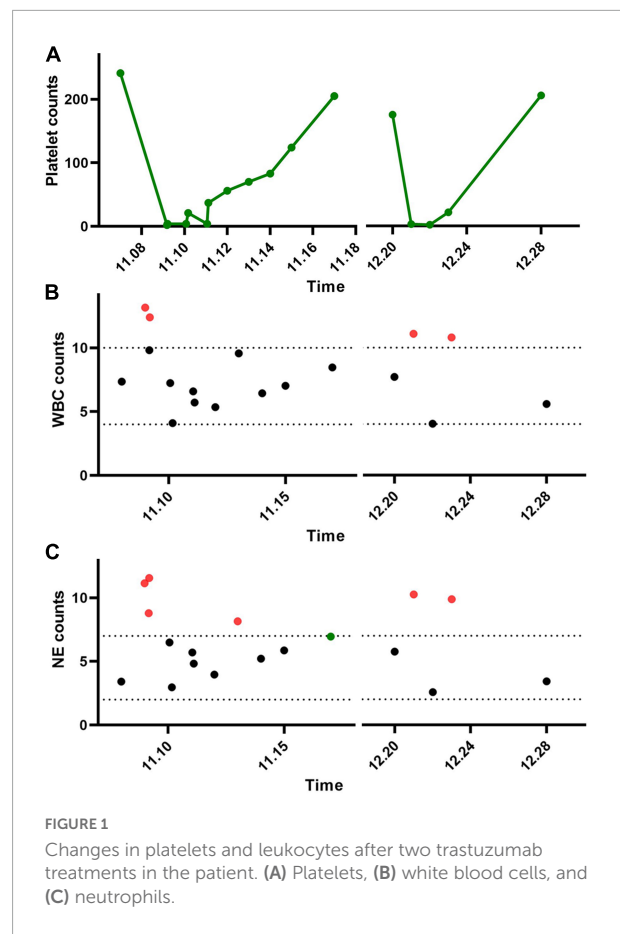 A
Platelet counts
200
100
0
11.08
11.10
11.12
11.14
11.16
11.18
12.20
12.24
12.28
Time
B
WBC counts
10
5
0
11.10
11.15
12.20
12.24
12.28
Time
C
NE counts
10
5
0
11.10
11.15
12.20
12.24
12.28
Time
FIGURE 1
Changes in platelets and leukocytes after two trastuzumab
treatments in the patient. (A) Platelets, (B) white blood cells, and
(C) neutrophils.